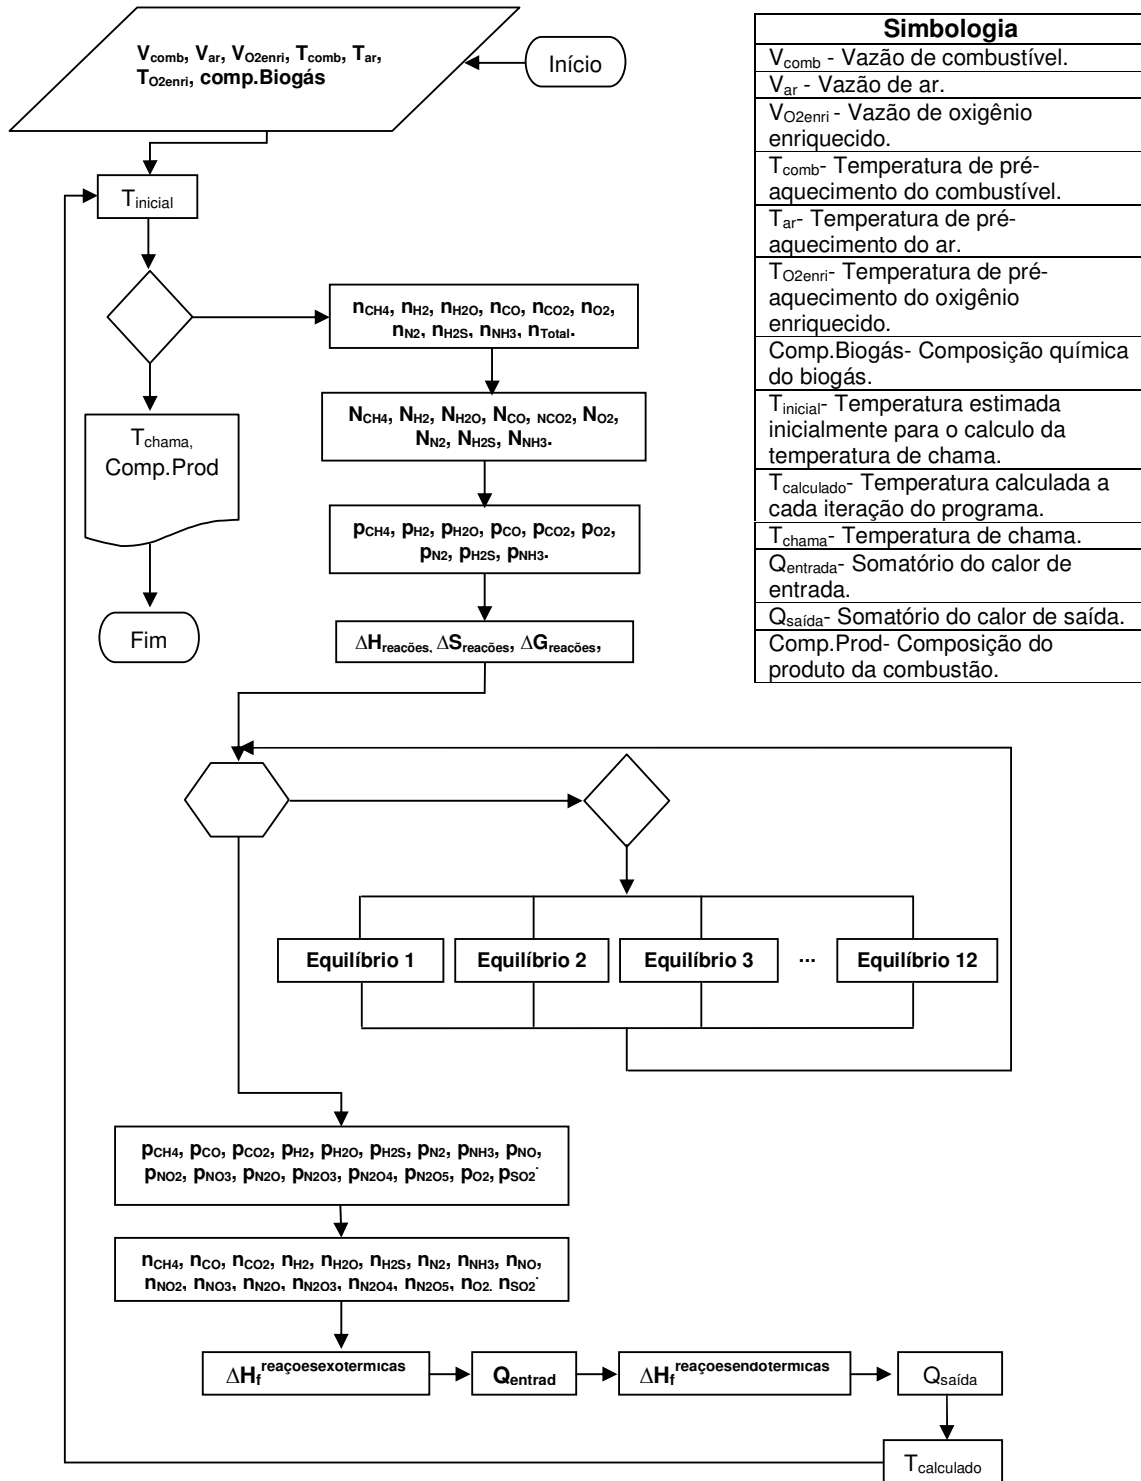 V_comb, V_ar, V_O2enri, T_comb, T_ar,
T_O2enri, comp.Biogás
Início
T_inicial
n_CH4, n_H2, n_H2O, n_CO, n_CO2, n_O2,
n_N2, n_H2S, n_NH3, n_Total.
N_CH4, N_H2, N_H2O, N_CO, NCO2, N_O2,
N_N2, N_H2S, N_NH3.
T_chama,
Comp.Prod
p_CH4, p_H2, p_H2O, p_CO, p_CO2, p_O2,
p_N2, p_H2S, p_NH3.
Fim
ΔH_reações, ΔS_reações, ΔG_reações,
Equilíbrio 1
Equilíbrio 2
Equilíbrio 3
...
Equilíbrio 12
p_CH4, p_CO, p_CO2, p_H2, p_H2O, p_H2S, p_N2, p_NH3, p_NO,
p_NO2, p_NO3, p_N2O, p_N2O3, p_N2O4, p_N2O5, p_O2, p_SO2.
n_CH4, n_CO, n_CO2, n_H2, n_H2O, n_H2S, n_N2, n_NH3, n_NO,
n_NO2, n_NO3, n_N2O, n_N2O3, n_N2O4, n_N2O5, n_O2. n_SO2.
ΔH_f^reaçoesexotermicas
Q_entrad
ΔH_f^reaçoesendotermicas
Q_saída
T_calculado
Simbologia
V_comb - Vazão de combustível.
V_ar - Vazão de ar.
V_O2enri - Vazão de oxigênio
enriquecido.
T_comb- Temperatura de pré-
aquecimento do combustível.
T_ar- Temperatura de pré-
aquecimento do ar.
T_O2enri- Temperatura de pré-
aquecimento do oxigênio
enriquecido.
Comp.Biogás- Composição química
do biogás.
T_inicial- Temperatura estimada
inicialmente para o calculo da
temperatura de chama.
T_calculado- Temperatura calculada a
cada iteração do programa.
T_chama- Temperatura de chama.
Q_entrada- Somatório do calor de
entrada.
Q_saída- Somatório do calor de saída.
Comp.Prod- Composição do
produto da combustão.